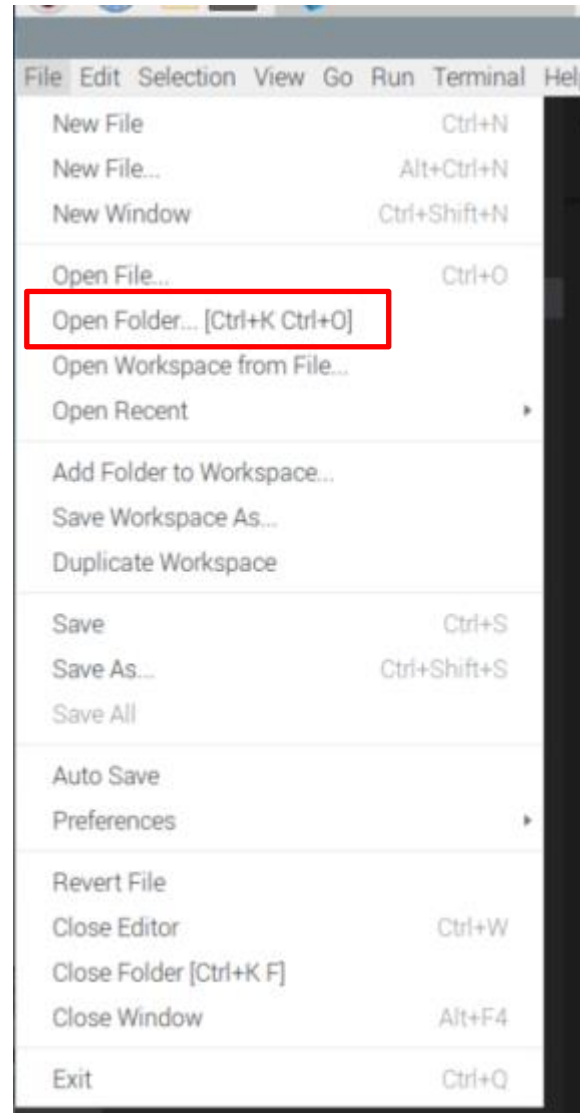 File Edit Selection View Go Run Terminal Hel
New File Ctrl+N
New File... Alt+Ctrl+N
New Window Ctrl+Shift+N
Open File... Ctrl+O
Open Folder... [Ctrl+K Ctrl+O]
Open Workspace from File...
Open Recent
Add Folder to Workspace...
Save Workspace As...
Duplicate Workspace
Save Ctrl+S
Save As... Ctrl+Shift+S
Save All
Auto Save
Preferences
Revert File
Close Editor Ctrl+W
Close Folder [Ctrl+K F]
Close Window Alt+F4
Exit Ctrl+Q